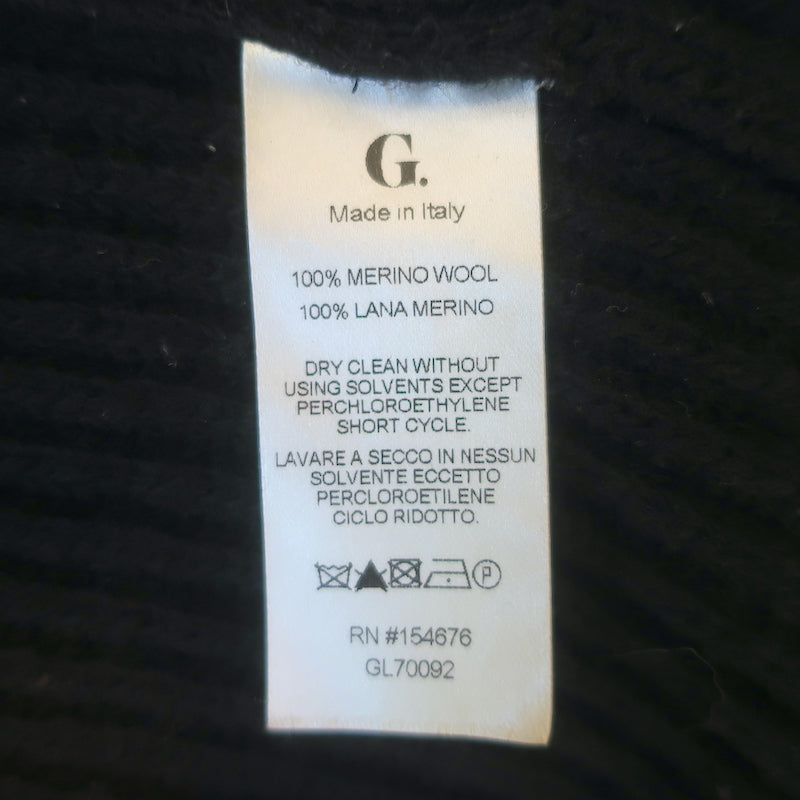 G.
Made in Italy
100% MERINO WOOL
100% LANA MERINO
DRY CLEAN WITHOUT
USING SOLVENTS EXCEPT
PERCHLOROETHYLENE
SHORT CYCLE.
LAVARE A SECCO IN NESSUN
SOLVENTE ECCETTO
PERCLOROETILENE
CICLO RIDOTTO.
P
RN #154676
GL70092